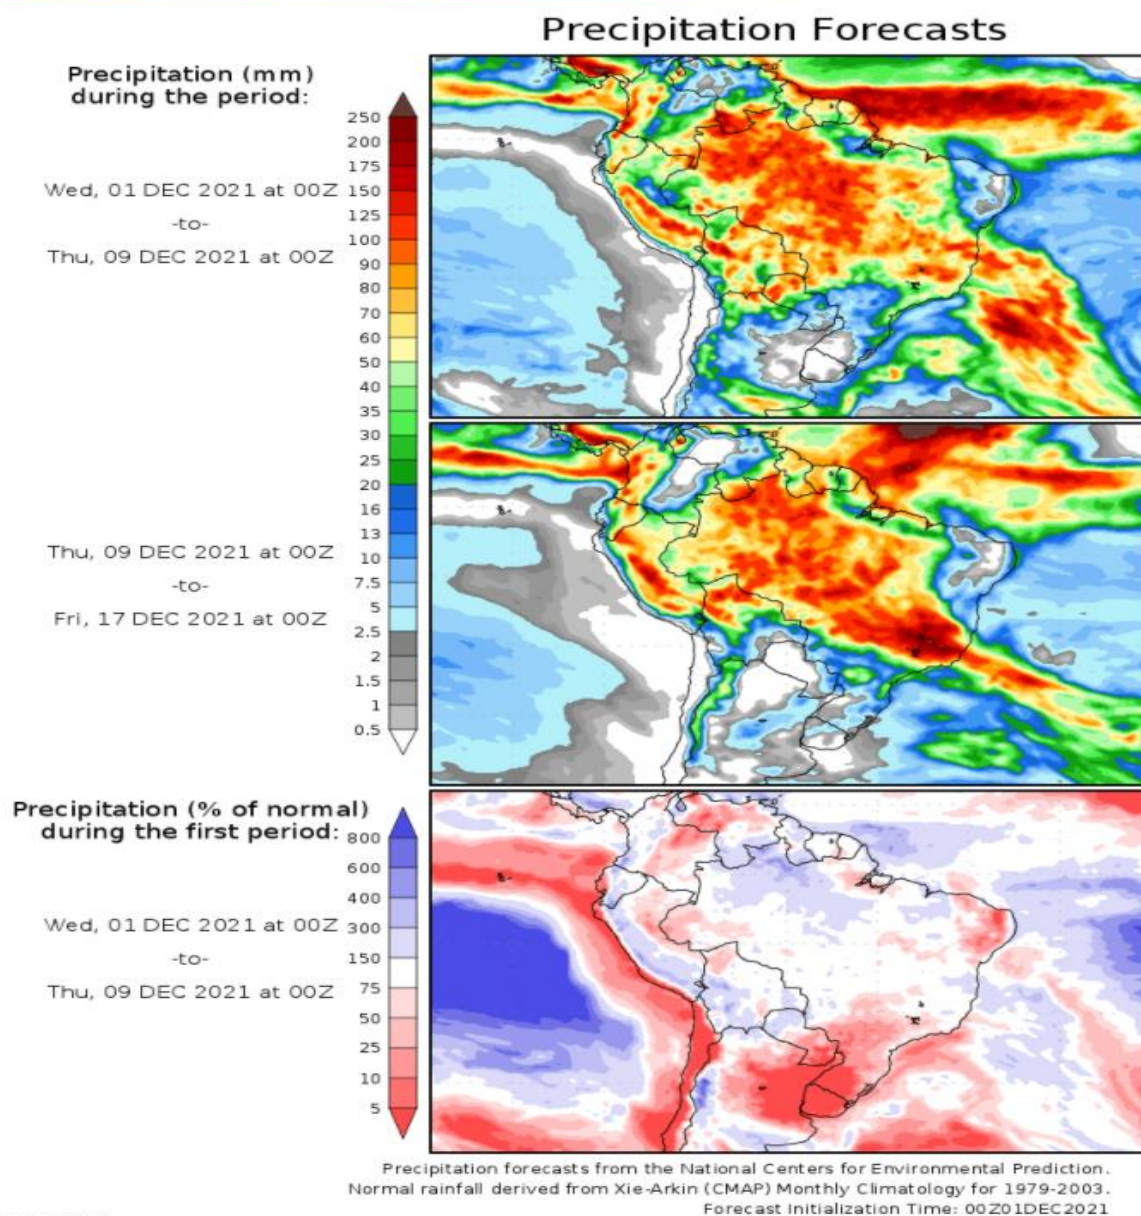 Precipitation Forecasts
Precipitation (mm)
during the period:
250
200
175
Wed, 01 DEC 2021 at 00Z 150
-to-
125
100
Thu, 09 DEC 2021 at 00Z
90
80
70
60
50
40
35
30
25
20
16
13
Thu, 09 DEC 2021 at 00Z
10
-to-
7.5
5
Fri, 17 DEC 2021 at 00Z
2.5
2
1.5
1
0.5
Precipitation (% of normal)
during the first period:
800
600
400
Wed, 01 DEC 2021 at 00Z
300
-to-
150
Thu, 09 DEC 2021 at 00Z
75
50
25
10
5
Precipitation forecasts from the National Centers for Environmental Prediction.
Normal rainfall derived from Xie-Arkin (CMAP) Monthly Climatology for 1979-2003.
Forecast Initialization Time: 00Z01DEC2021